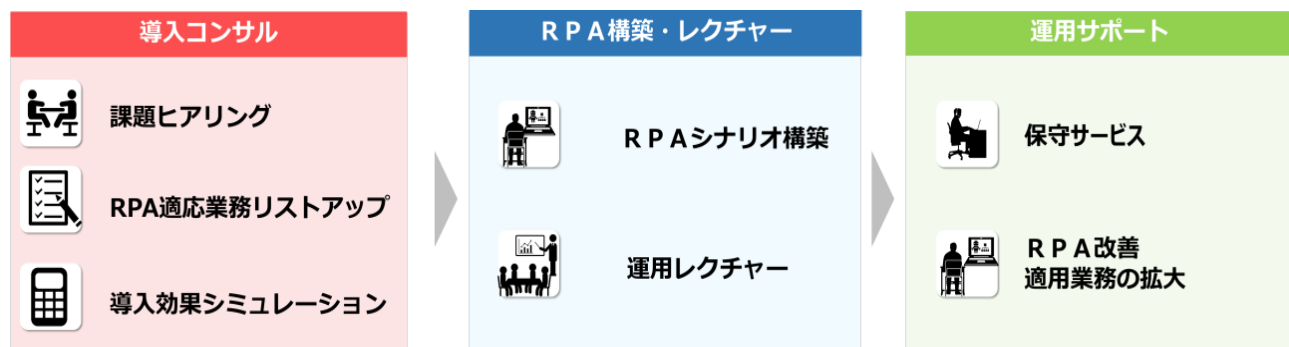 導入コンサル
課題ヒアリング
RPA適応業務リストアップ
導入効果シミュレーション
ＲＰＡ構築・レクチャー
ＲＰＡシナリオ構築
運用レクチャー
運用サポート
保守サービス
ＲＰＡ改善
適用業務の拡大